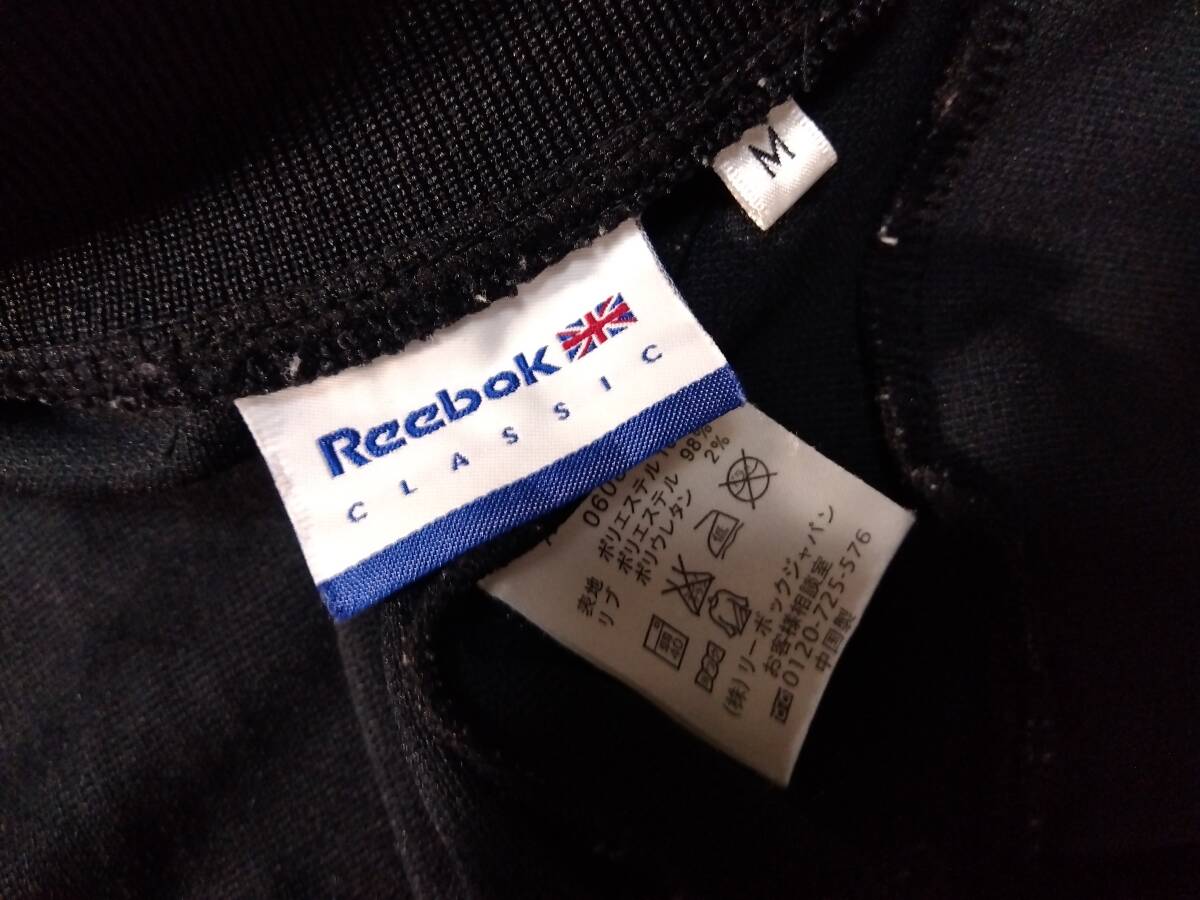 M
Reebok
CLASSIC
表地 ポリエステル
リブ ポリエステル 98%
ポリウレタン 2%
低
40
(株)リーボックジャパン
お客様相談室
0120-725-576
中国製